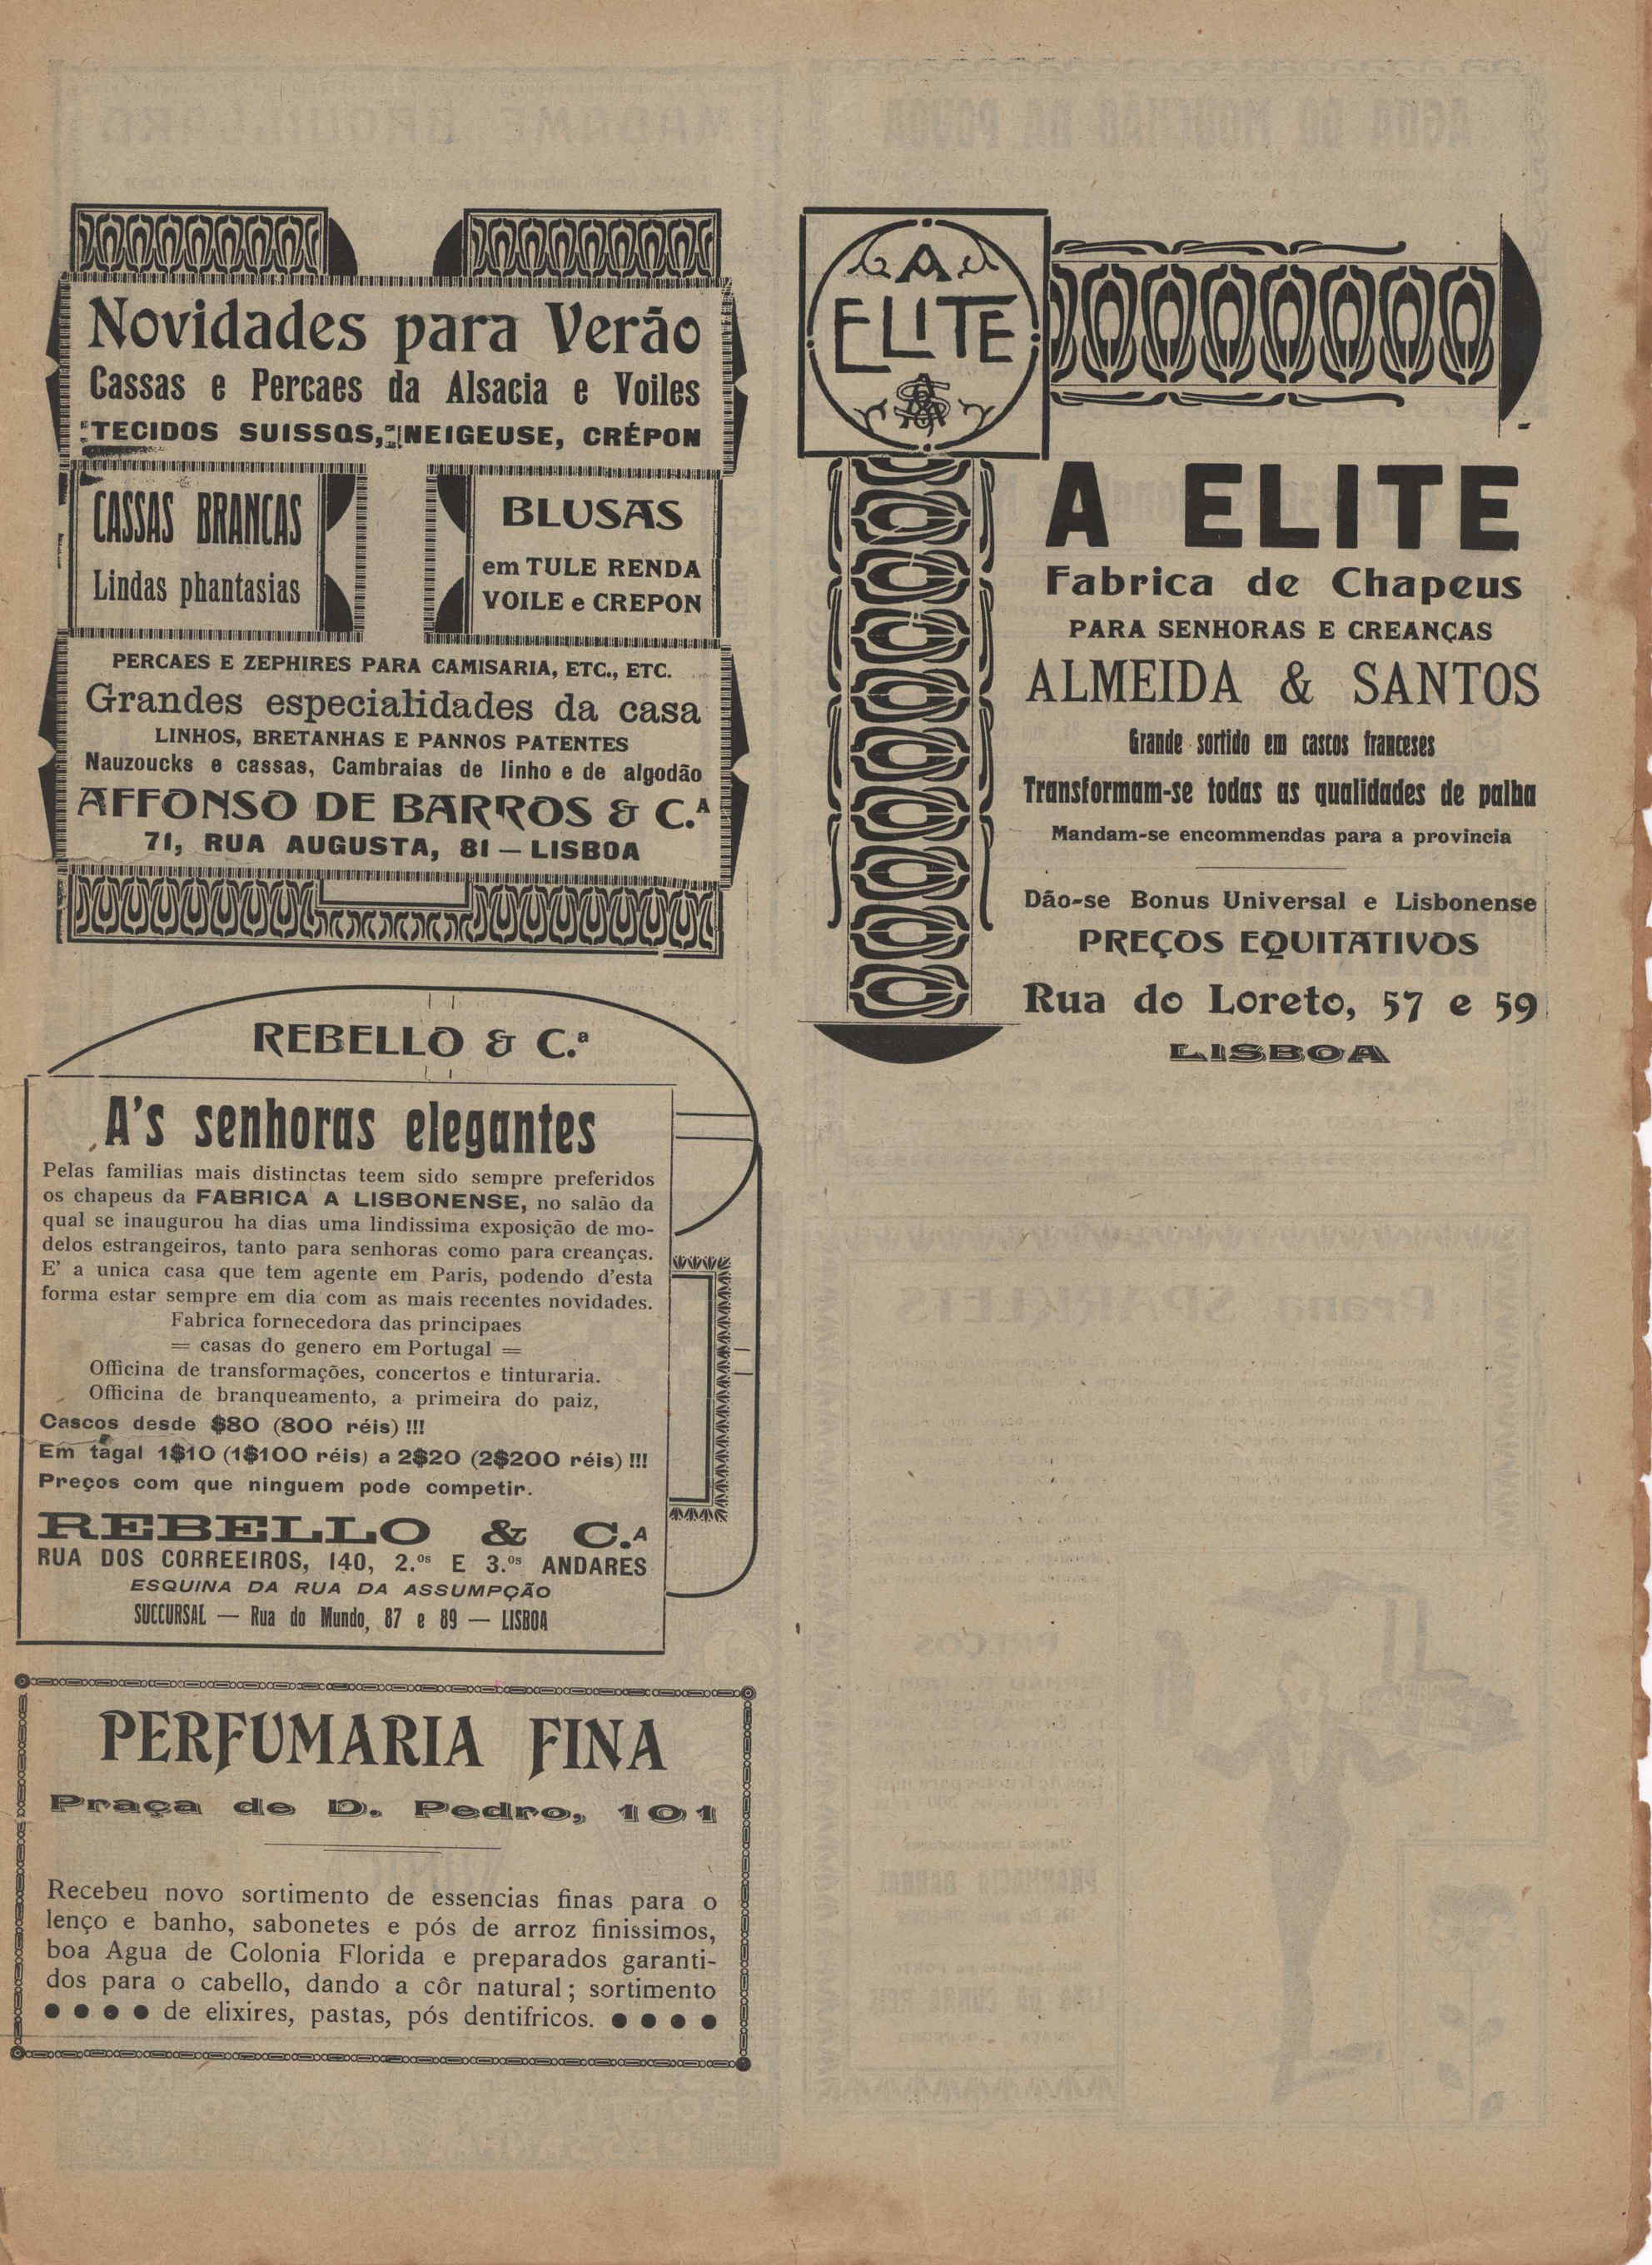 Novidades para Verão
Cassas e Percaes da Alsacia e Voiles
TECIDOS SUISSOS, NEIGEUSE, CRÉPON
CASSAS BRANCAS
Lindas phantasias
BLUSAS
em TULE RENDA
VOILE e CREPON
PERCAES E ZEPHIRES PARA CAMISARIA, ETC., ETC.
Grandes especialidades da casa
LINHOS, BRETANHAS E PANNOS PATENTES
Nauzoucks e cassas, Cambraias de linho e de algodão
AFFONSO DE BARROS & C.A
71, RUA AUGUSTA, 81 — LISBOA
REBELLO & C.ª
A's senhoras elegantes
Pelas familias mais distinctas teem sido sempre preferidos
os chapeus da FABRICA A LISBONENSE, no salão da
qual se inaugurou ha dias uma lindissima exposição de mo-
delos estrangeiros, tanto para senhoras como para creanças.
E' a unica casa que tem agente em Paris, podendo d'esta
forma estar sempre em dia com as mais recentes novidades.
Fabrica fornecedora das principaes
= casas do genero em Portugal =
Officina de transformações, concertos e tinturaria.
Officina de branqueamento, a primeira do paiz,
Cascos desde $80 (800 réis) !!!
Em tagal 1$10 (1$100 réis) a 2$20 (2$200 réis) !!!
Preços com que ninguem pode competir.
REBELLO & C.A
RUA DOS CORREEIROS, 140, 2.os E 3.os ANDARES
ESQUINA DA RUA DA ASSUMPÇÃO
SUCCURSAL — Rua do Mundo, 87 e 89 — LISBOA
PERFUMARIA FINA
Praça de D. Pedro, 101
Recebeu novo sortimento de essencias finas para o
lenço e banho, sabonetes e pós de arroz finissimos,
boa Agua de Colonia Florida e preparados garanti-
dos para o cabello, dando a côr natural; sortimento
● ● ● ● de elixires, pastas, pós dentifricos. ● ● ● ●
A
ELITE
A ELITE
Fabrica de Chapeus
PARA SENHORAS E CREANÇAS
ALMEIDA & SANTOS
Grande sortido em cascos franceses
Transformam-se todas as qualidades de palha
Mandam-se encommendas para a provincia
Dão-se Bonus Universal e Lisbonense
PREÇOS EQUITATIVOS
Rua do Loreto, 57 e 59
LISBOA